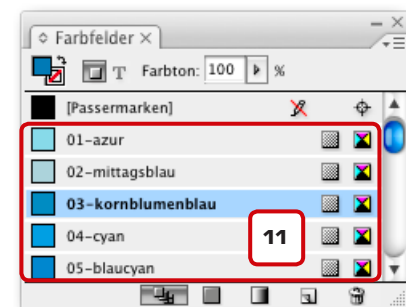 Farbfelder
T Farbton: 100 %
[Passermarken]
01-azur
02-mittagsblau
03-kornblumenblau
04-cyan
11
05-blaucyan